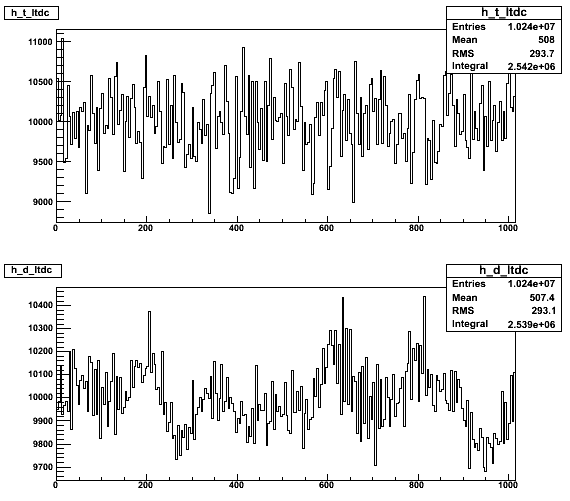 h_t_ltdc
h_t_ltdc
Entries 1.024e+07
Mean 508
RMS 293.7
Integral 2.542e+06
11000
10500
10000
9500
9000
0 200 400 600 800 1000
h_d_ltdc
h_d_ltdc
Entries 1.024e+07
Mean 507.4
RMS 293.1
Integral 2.539e+06
10400
10300
10200
10100
10000
9900
9800
9700
0 200 400 600 800 1000